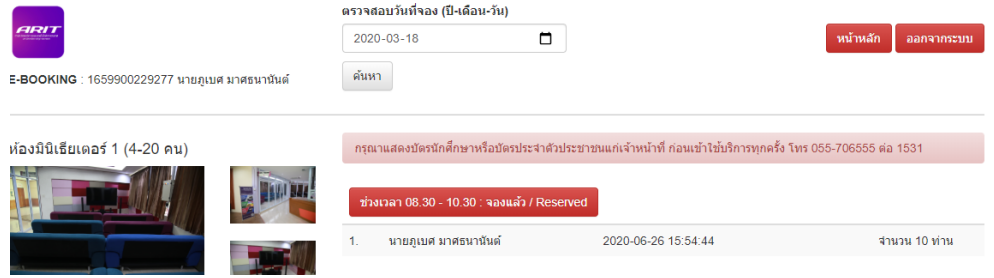 ARIT
ตรวจสอบวันที่จอง (ปี-เดือน-วัน)
2020-03-18
หน้าหลัก ออกจากระบบ
E-BOOKING : 1659900229277 นายภูเบศ มาศธนานันต์
ค้นหา
ห้องมินิเธียเตอร์ 1 (4-20 คน)
กรุณาแสดงบัตรนักศึกษาหรือบัตรประจำตัวประชาชนแก่เจ้าหน้าที่ ก่อนเข้าใช้บริการทุกครั้ง โทร 055-706555 ต่อ 1531
ช่วงเวลา 08.30 - 10.30 : จองแล้ว / Reserved
1. นายภูเบศ มาศธนานันต์ 2020-06-26 15:54:44 จำนวน 10 ท่าน